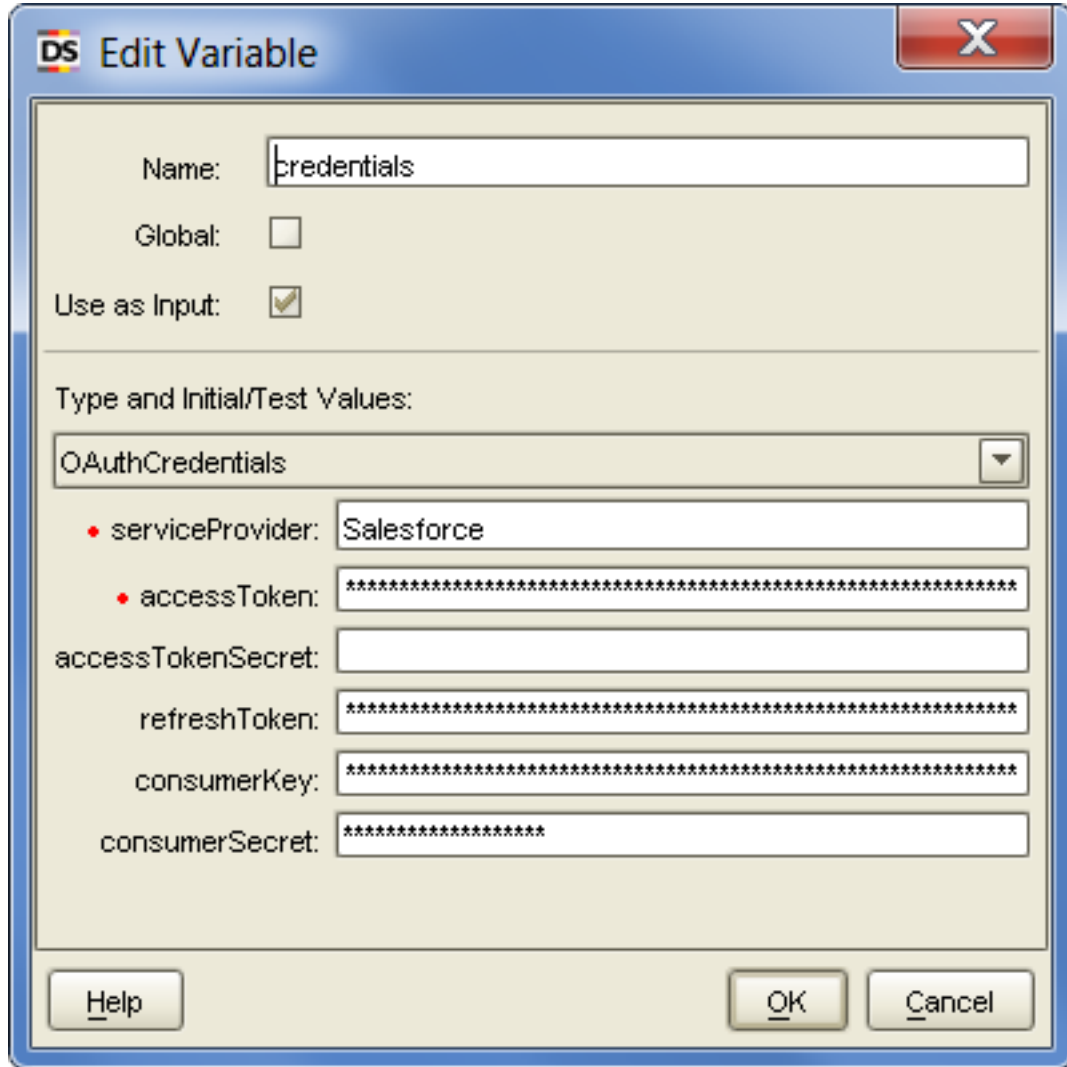 DS Edit Variable
X
Name: credentials
Global:
Use as Input:
Type and Initial/Test Values:
OAuthCredentials
• serviceProvider: Salesforce
• accessToken: ****************************************************************
accessTokenSecret:
refreshToken: ****************************************************************
consumerKey: ****************************************************************
consumerSecret: *******************
Help OK Cancel